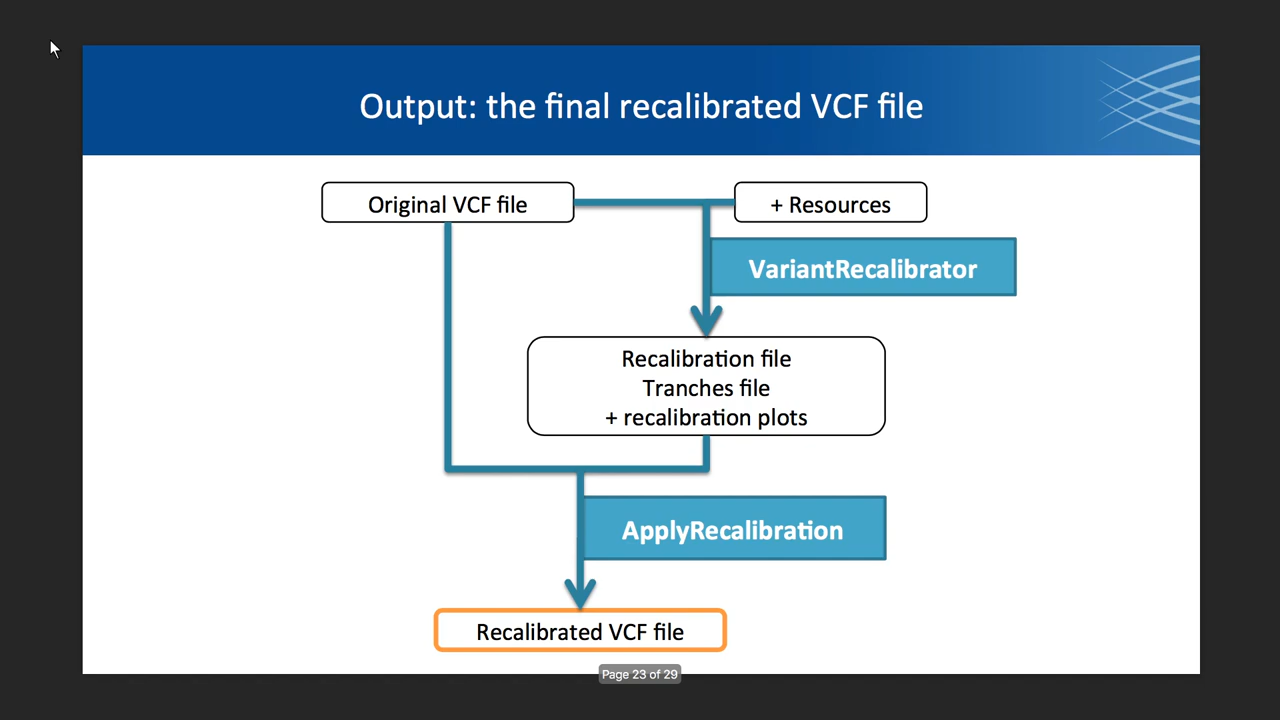 Output: the final recalibrated VCF file
Original VCF file
+ Resources
VariantRecalibrator
Recalibration file
Tranches file
+ recalibration plots
ApplyRecalibration
Recalibrated VCF file
Page 23 of 29